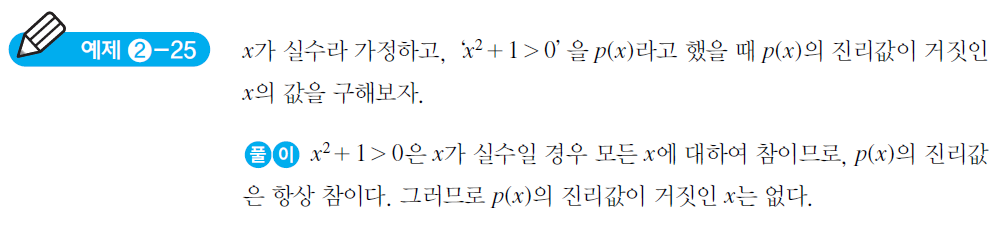 예제 ❷-25
x가 실수라 가정하고, ‘x²+1>0’을 p(x)라고 했을 때 p(x)의 진리값이 거짓인
x의 값을 구해보자.
풀이 x²+1>0은 x가 실수일 경우 모든 x에 대하여 참이므로, p(x)의 진리값
은 항상 참이다. 그러므로 p(x)의 진리값이 거짓인 x는 없다.